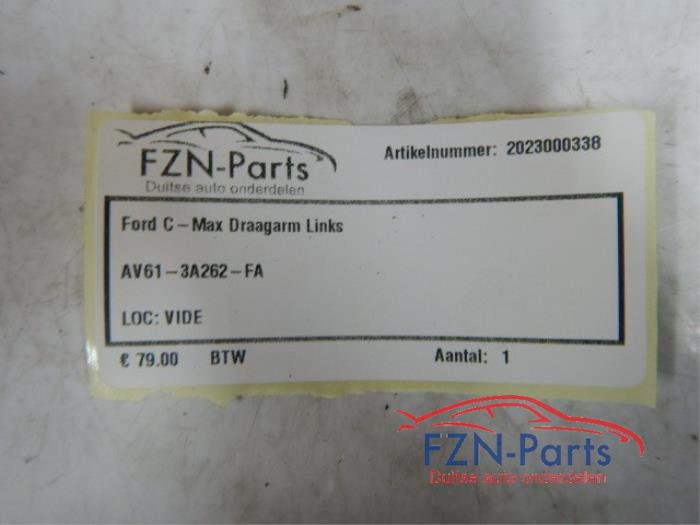 FZN-Parts
Duitse auto onderdelen
Artikelnummer: 2023000338
Ford C-Max Draagarm Links
AV61-3A262-FA
LOC: VIDE
€ 79.00 BTW Aantal: 1
FZN-Parts
Duitse auto onderdelen